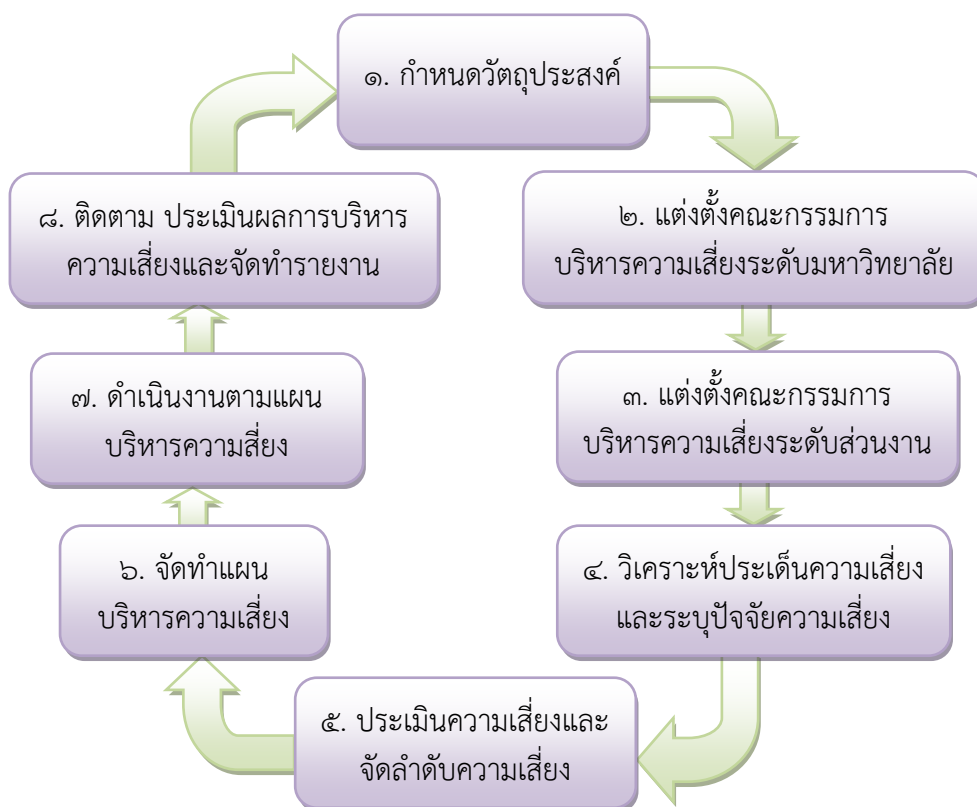 ๑. กำหนดวัตถุประสงค์
๒. แต่งตั้งคณะกรรมการ
บริหารความเสี่ยงระดับมหาวิทยาลัย
๓. แต่งตั้งคณะกรรมการ
บริหารความเสี่ยงระดับส่วนงาน
๔. วิเคราะห์ประเด็นความเสี่ยง
และระบุปัจจัยความเสี่ยง
๕. ประเมินความเสี่ยงและ
จัดลำดับความเสี่ยง
๖. จัดทำแผน
บริหารความเสี่ยง
๗. ดำเนินงานตามแผน
บริหารความสี่ยง
๘. ติดตาม ประเมินผลการบริหาร
ความเสี่ยงและจัดทำรายงาน